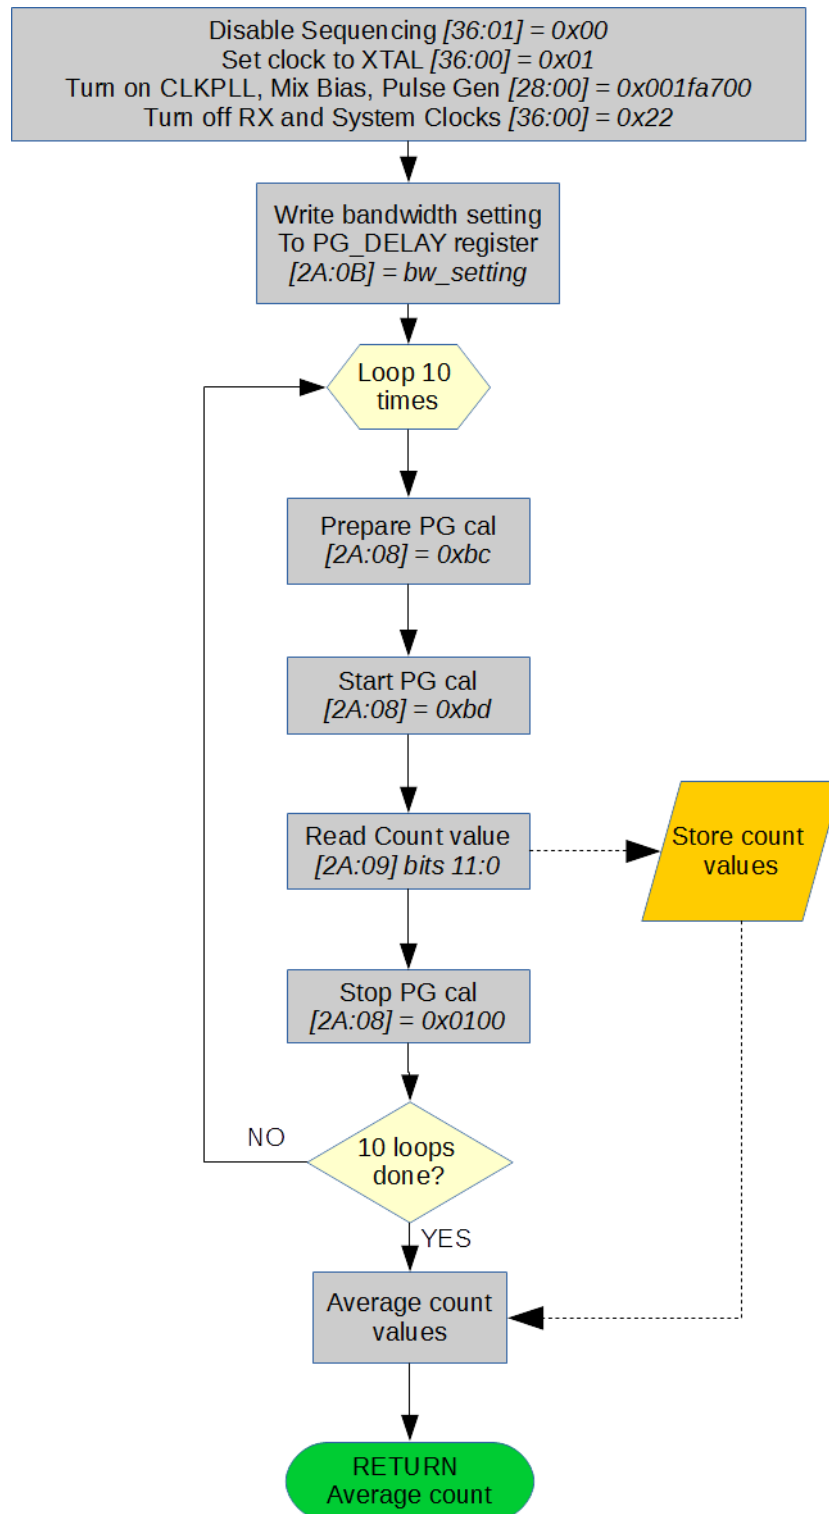 Disable Sequencing [36:01] = 0x00
Set clock to XTAL [36:00] = 0x01
Turn on CLKPLL, Mix Bias, Pulse Gen [28:00] = 0x001fa700
Turn off RX and System Clocks [36:00] = 0x22
Write bandwidth setting
To PG_DELAY register
[2A:0B] = bw_setting
Loop 10
times
Prepare PG cal
[2A:08] = 0xbc
Start PG cal
[2A:08] = 0xbd
Read Count value
[2A:09] bits 11:0
Store count
values
Stop PG cal
[2A:08] = 0x0100
10 loops
done?
NO
YES
Average count
values
RETURN
Average count